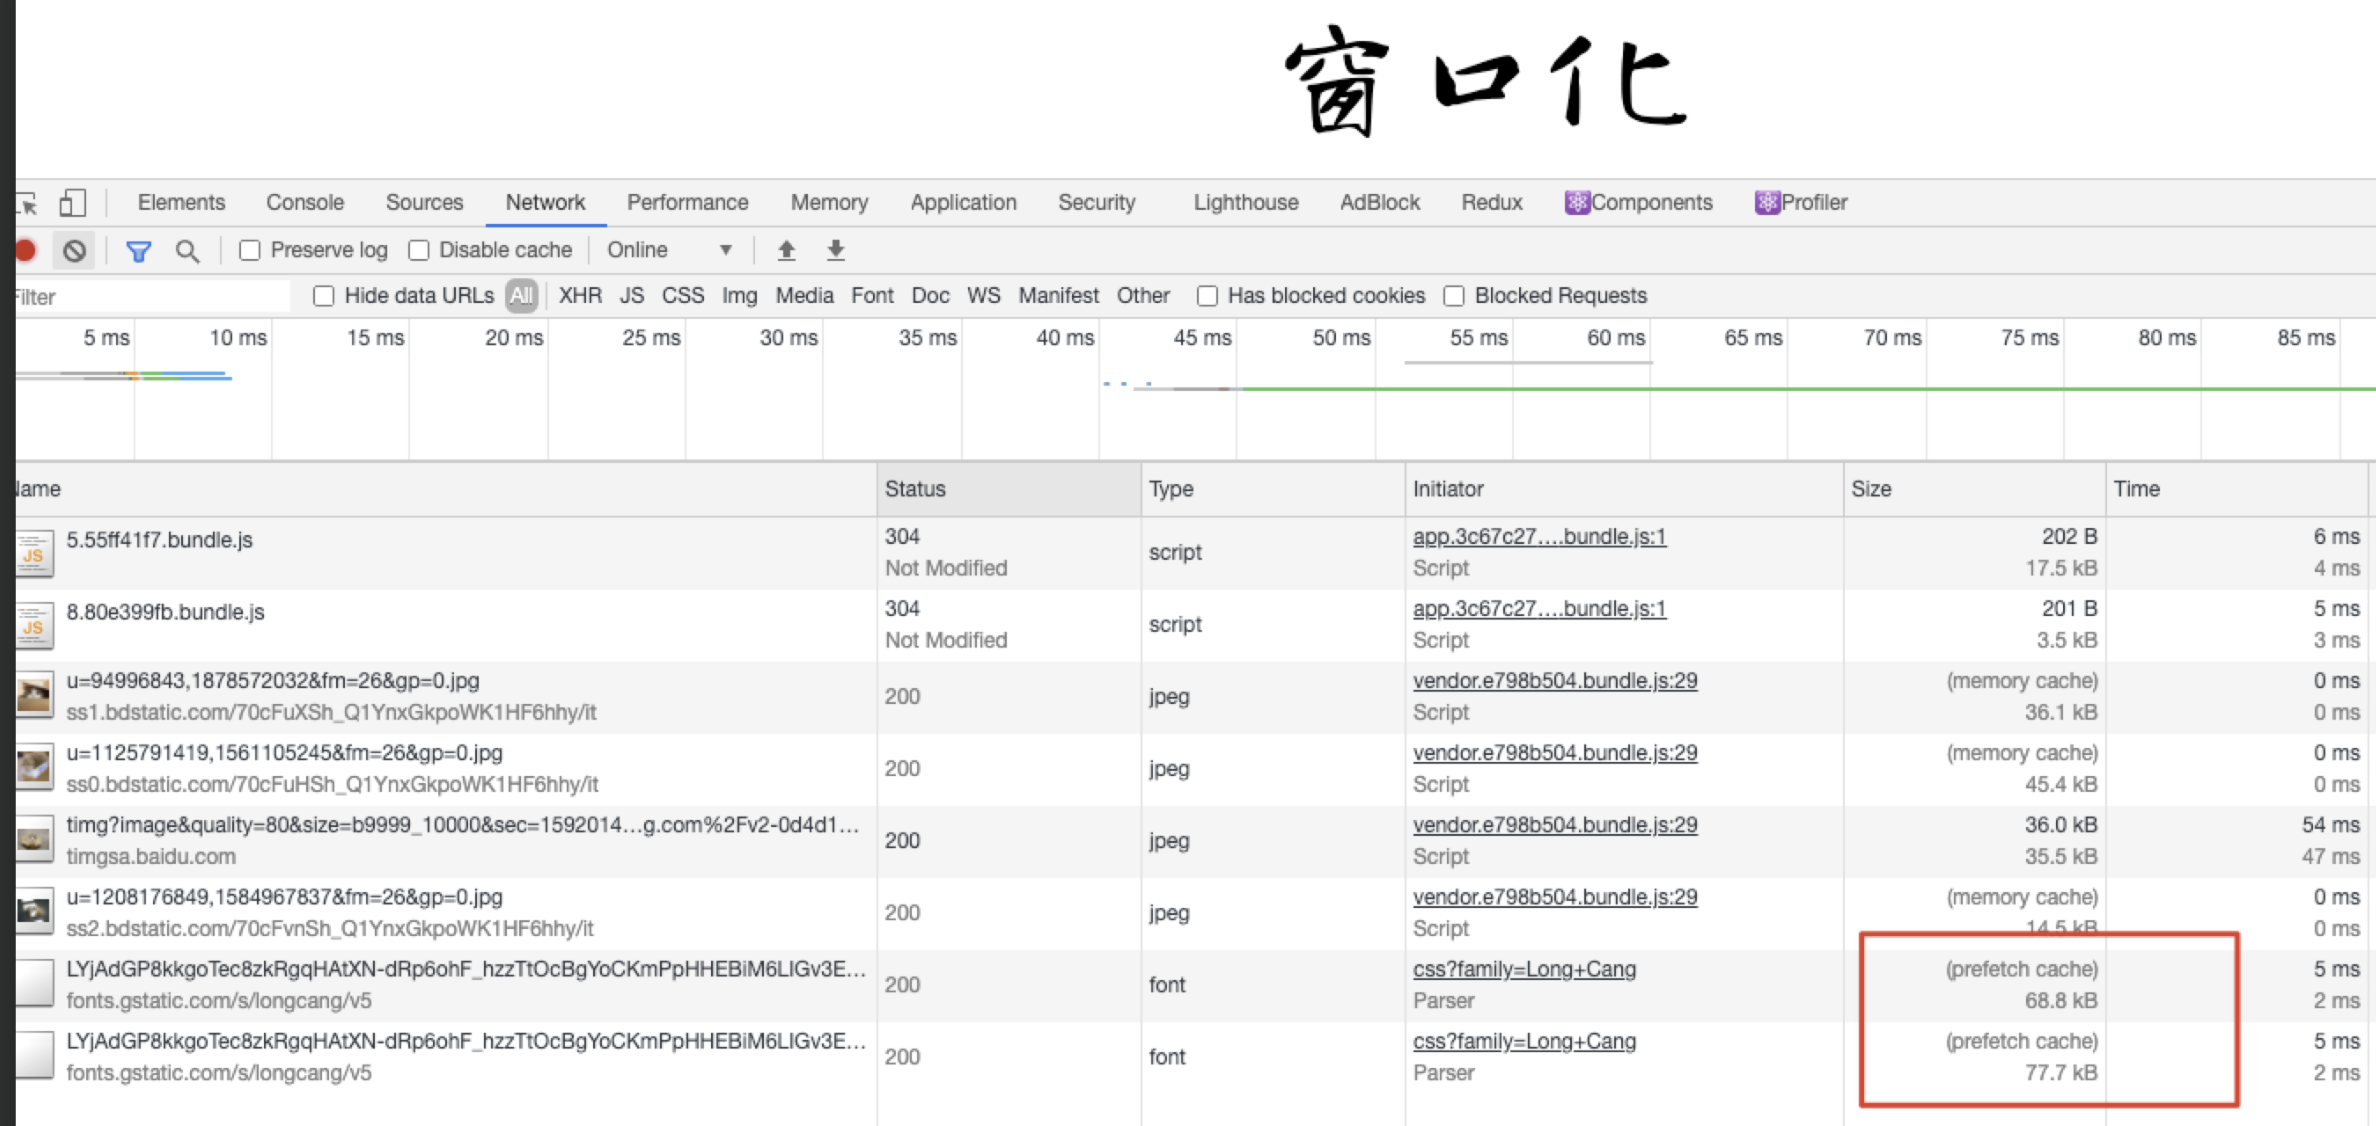 窗口化
Elements Console Sources Network Performance Memory Application Security Lighthouse AdBlock Redux Components Profiler
Preserve log Disable cache Online
Filter Hide data URLs All XHR JS CSS Img Media Font Doc WS Manifest Other Has blocked cookies Blocked Requests
5 ms 10 ms 15 ms 20 ms 25 ms 30 ms 35 ms 40 ms 45 ms 50 ms 55 ms 60 ms 65 ms 70 ms 75 ms 80 ms 85 ms
Name Status Type Initiator Size Time
5.55ff41f7.bundle.js 304 script app.3c67c27....bundle.js:1 202 B 6 ms
JS Not Modified Script 17.5 kB 4 ms
8.80e399fb.bundle.js 304 script app.3c67c27....bundle.js:1 201 B 5 ms
JS Not Modified Script 3.5 kB 3 ms
u=94996843,1878572032&fm=26&gp=0.jpg 200 jpeg vendor.e798b504.bundle.js:29 (memory cache) 0 ms
ss1.bdstatic.com/70cFuXSh_Q1YnxGkpoWK1HF6hhy/it Script 36.1 kB 0 ms
u=1125791419,1561105245&fm=26&gp=0.jpg 200 jpeg vendor.e798b504.bundle.js:29 (memory cache) 0 ms
ss0.bdstatic.com/70cFuHSh_Q1YnxGkpoWK1HF6hhy/it Script 45.4 kB 0 ms
timg?image&quality=80&size=b9999_10000&sec=1592014...g.com%2Fv2-0d4d1... 200 jpeg vendor.e798b504.bundle.js:29 36.0 kB 54 ms
timgsa.baidu.com Script 35.5 kB 47 ms
u=1208176849,1584967837&fm=26&gp=0.jpg 200 jpeg vendor.e798b504.bundle.js:29 (memory cache) 0 ms
ss2.bdstatic.com/70cFvnSh_Q1YnxGkpoWK1HF6hhy/it Script 14.5 kB 0 ms
LYjAdGP8kkgoTec8zkRgqHAtXN-dRp6ohF_hzzTtOcBgYoCKmPpHHEBiM6LIGv3E... 200 font css?family=Long+Cang (prefetch cache) 5 ms
fonts.gstatic.com/s/longcang/v5 Parser 68.8 kB 2 ms
LYjAdGP8kkgoTec8zkRgqHAtXN-dRp6ohF_hzzTtOcBgYoCKmPpHHEBiM6LIGv3E... 200 font css?family=Long+Cang (prefetch cache) 5 ms
fonts.gstatic.com/s/longcang/v5 Parser 77.7 kB 2 ms